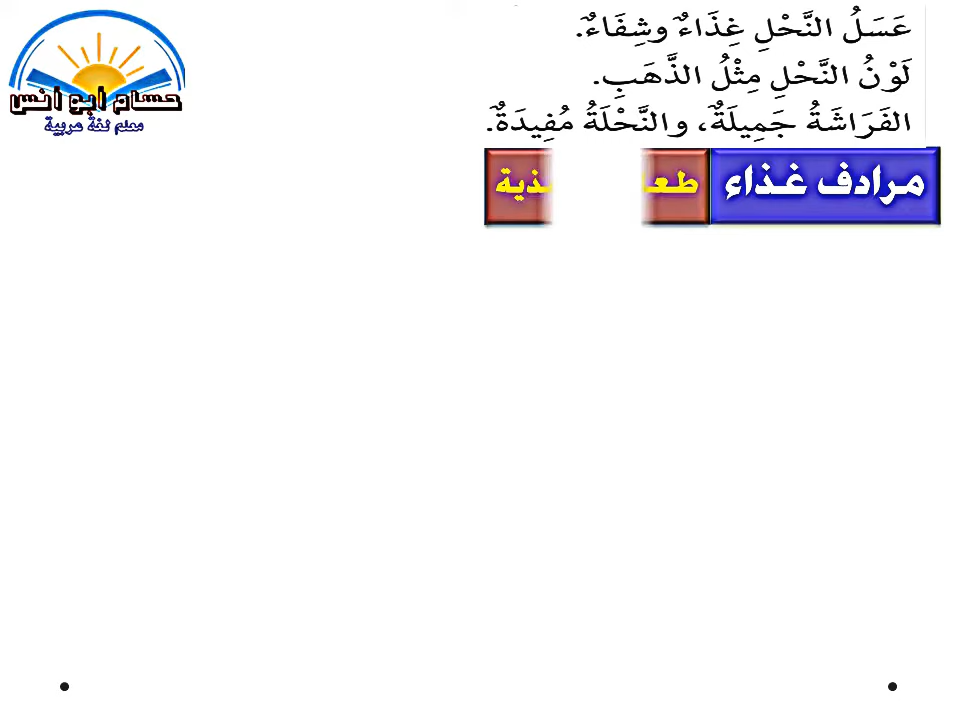 عَسَلُ النَّحْلِ غِذَاءٌ وشِفَاءٌ.
لَوْنُ النَّحْلِ مِثْلُ الذَّهَبِ.
الفَرَاشَةُ جَمِيلَةٌ، والنَّحْلَةُ مُفِيدَةٌ.
مرادف غذاء
حسام ابو انس
معلم لغة عربية